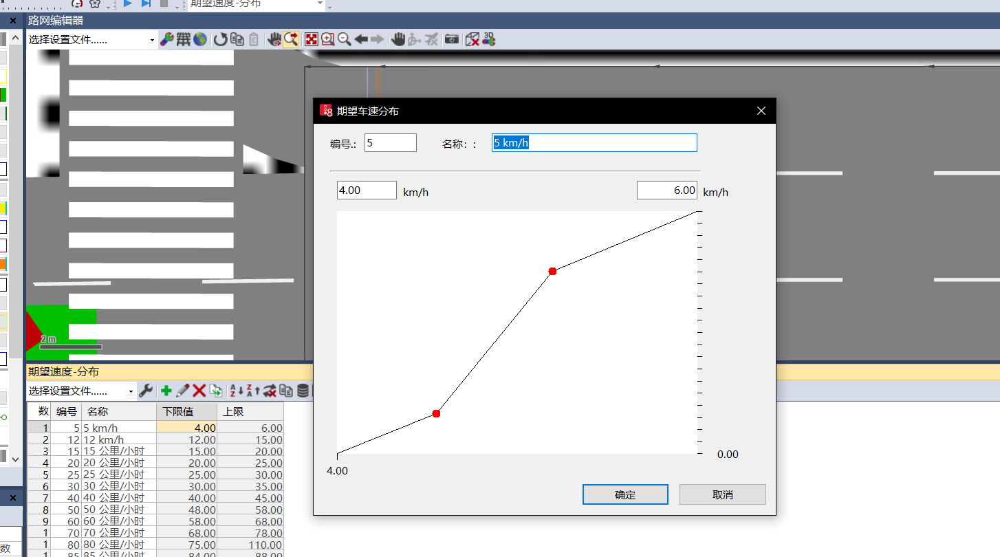 期望速度-分布
路网编辑器
选择设置文件......
3D
2 m
8 期望车速分布
编号.: 5 名称: : 5 km/h
4.00 km/h 6.00 km/h
0.00
4.00
确定 取消
期望速度-分布
选择设置文件......
数 编号 名称 下限值 上限
1 5 5 km/h 4.00 6.00
2 12 12 km/h 12.00 15.00
3 15 15 公里/小时 15.00 20.00
4 20 20 公里/小时 20.00 25.00
5 25 25 公里/小时 25.00 30.00
6 30 30 公里/小时 30.00 35.00
7 40 40 公里/小时 40.00 45.00
8 50 50 公里/小时 48.00 58.00
9 60 60 公里/小时 58.00 68.00
1 70 70 公里/小时 68.00 78.00
1 80 80 公里/小时 75.00 110.00
1 85 85 公里/小时 84.00 88.00
数